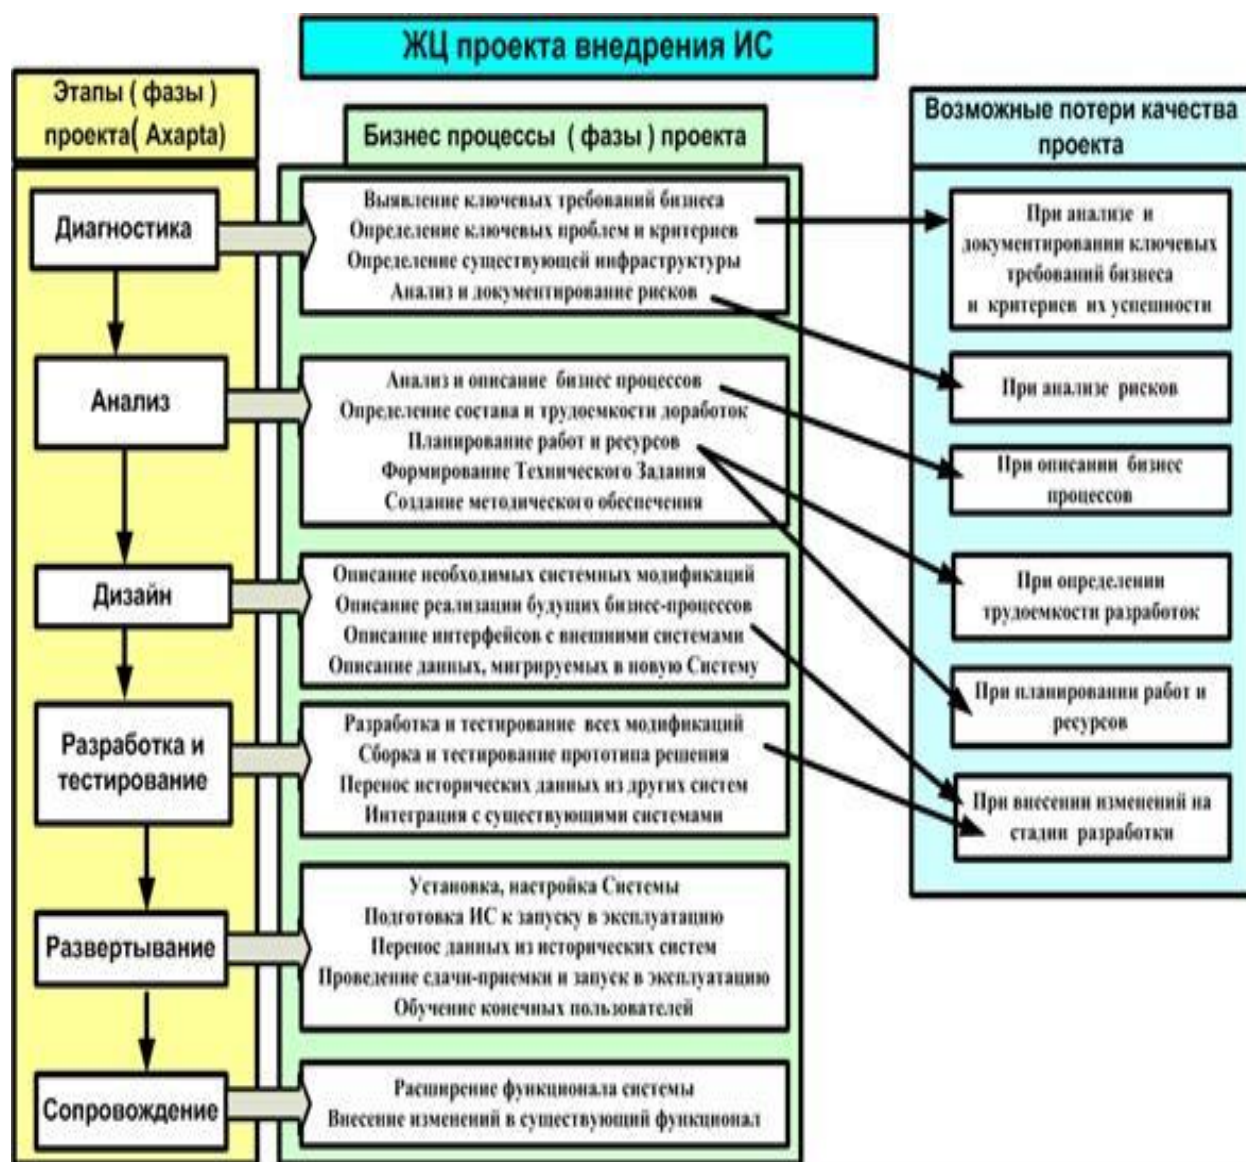 ЖЦ проекта внедрения ИС
Этапы ( фазы )
проекта( Axapta)
Бизнес процессы ( фазы ) проекта
Возможные потери качества
проекта
Диагностика
Выявление ключевых требований бизнеса
Определение ключевых проблем и критериев
Определение существующей инфраструктуры
Анализ и документирование рисков
При анализе и
документировании ключевых
требований бизнеса
и критериев их успешности
При анализе рисков
Анализ
Анализ и описание бизнес процессов
Определение состава и трудоемкости доработок
Планирование работ и ресурсов
Формирование Технического Задания
Создание методического обеспечения
При описании бизнес
процессов
Дизайн
Описание необходимых системных модификаций
Описание реализации будущих бизнес-процессов
Описание интерфейсов с внешними системами
Описание данных, мигрируемых в новую Систему
При определении
трудоемкости разработок
При планировании работ и
ресурсов
Разработка и
тестирование
Разработка и тестирование всех модификаций
Сборка и тестирование прототипа решения
Перенос исторических данных из других систем
Интеграция с существующими системами
При внесении изменений на
стадии разработки
Развертывание
Установка, настройка Системы
Подготовка ИС к запуску в эксплуатацию
Перенос данных из исторических систем
Проведение сдачи-приемки и запуск в эксплуатацию
Обучение конечных пользователей
Сопровождение
Расширение функционала системы
Внесение изменений в существующий функционал